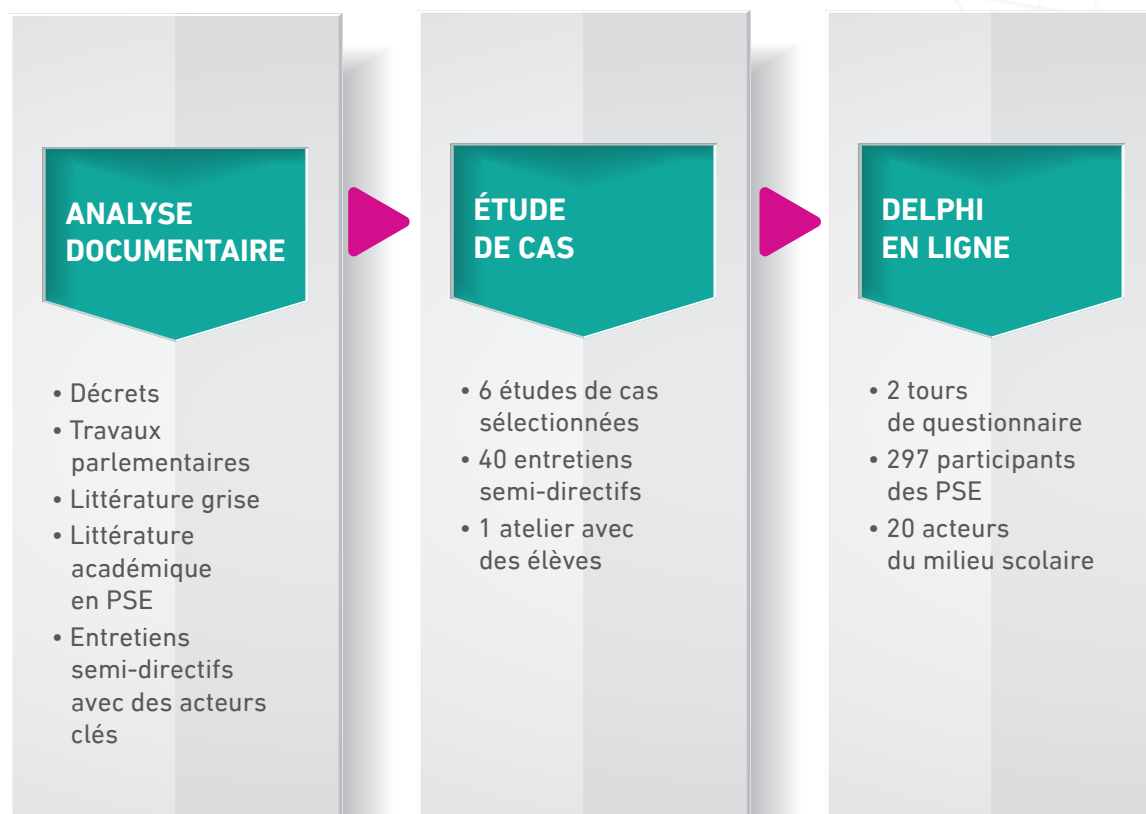 ANALYSE
DOCUMENTAIRE
• Décrets
• Travaux
parlementaires
• Littérature grise
• Littérature
académique
en PSE
• Entretiens
semi-directifs
avec des acteurs
clés
ÉTUDE
DE CAS
• 6 études de cas
sélectionnées
• 40 entretiens
semi-directifs
• 1 atelier avec
des élèves
DELPHI
EN LIGNE
• 2 tours
de questionnaire
• 297 participants
des PSE
• 20 acteurs
du milieu scolaire